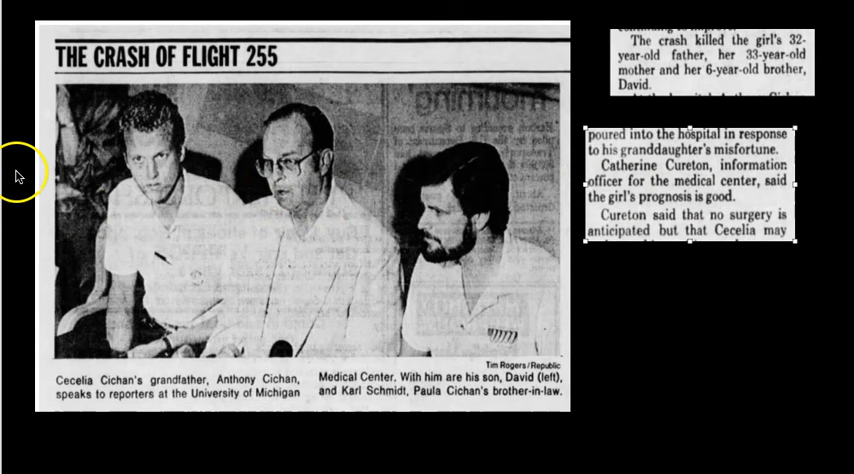 THE CRASH OF FLIGHT 255
Tim Rogers/Republic
Cecelia Cichan's grandfather, Anthony Cichan,
speaks to reporters at the University of Michigan
Medical Center. With him are his son, David (left),
and Karl Schmidt, Paula Cichan's brother-in-law.
The crash killed the girl's 32-
year-old father, her 33-year-old
mother and her 6-year-old brother,
David.
poured into the hospital in response
to his granddaughter's misfortune.
Catherine Cureton, information
officer for the medical center, said
the girl's prognosis is good.
Cureton said that no surgery is
anticipated but that Cecelia may